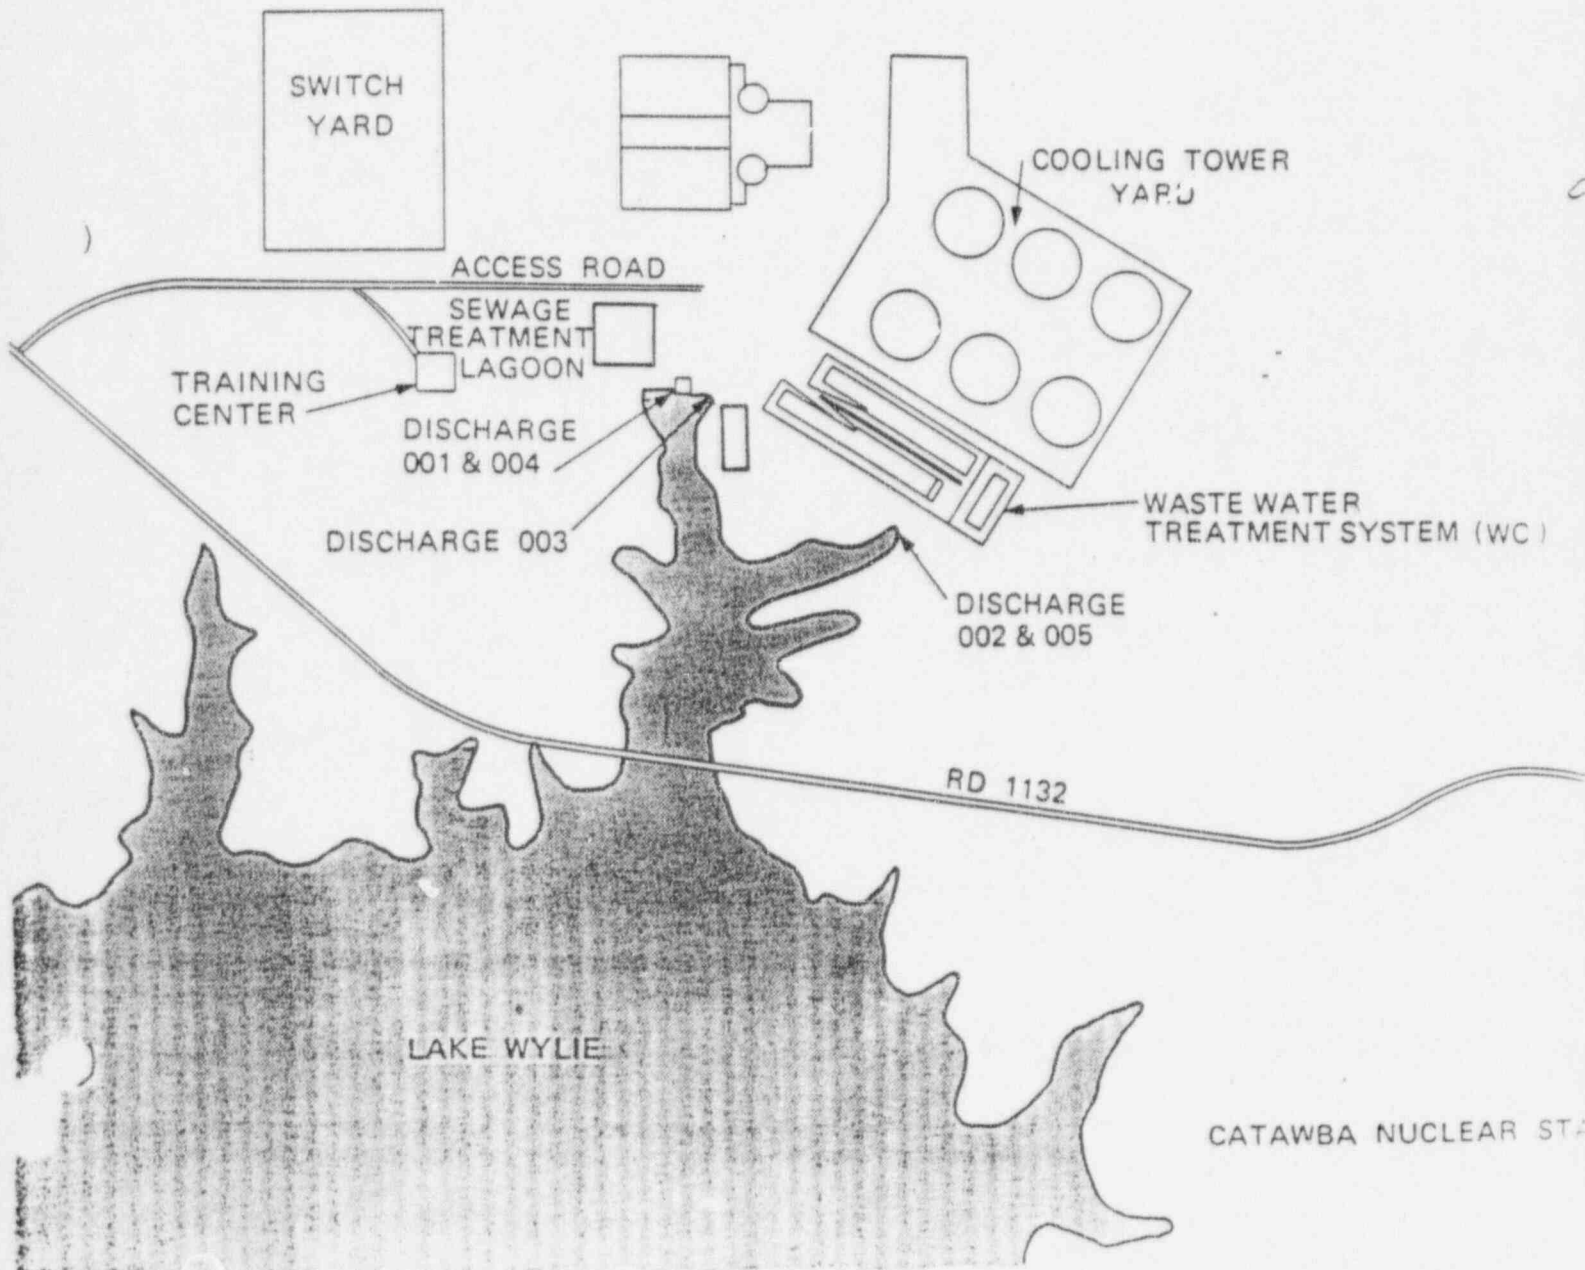 SWITCH
YARD
COOLING TOWER
YARD
ACCESS ROAD
SEWAGE
TREATMENT
LAGOON
TRAINING
CENTER
DISCHARGE
001 & 004
DISCHARGE 003
WASTE WATER
TREATMENT SYSTEM (WC)
DISCHARGE
002 & 005
RD 1132
LAKE WYLIE
CATAWBA NUCLEAR